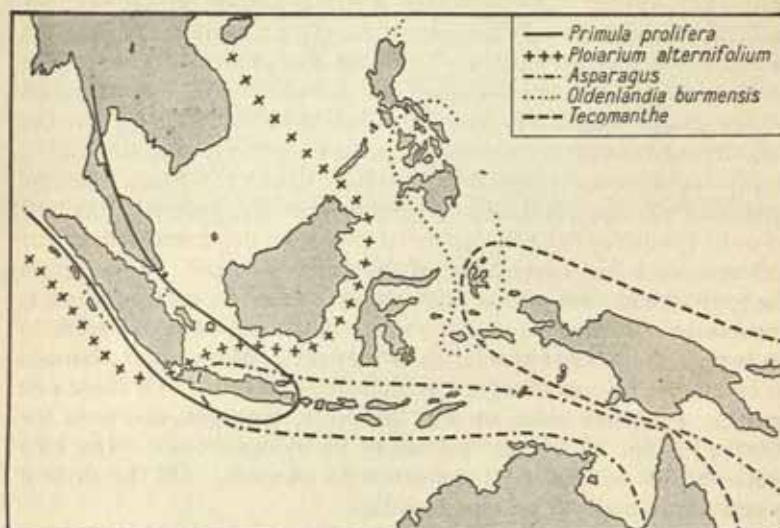 Primula prolifera
Ploiarium alternifolium
Asparagus
Oldenlandia burmensis
Tecomanthe